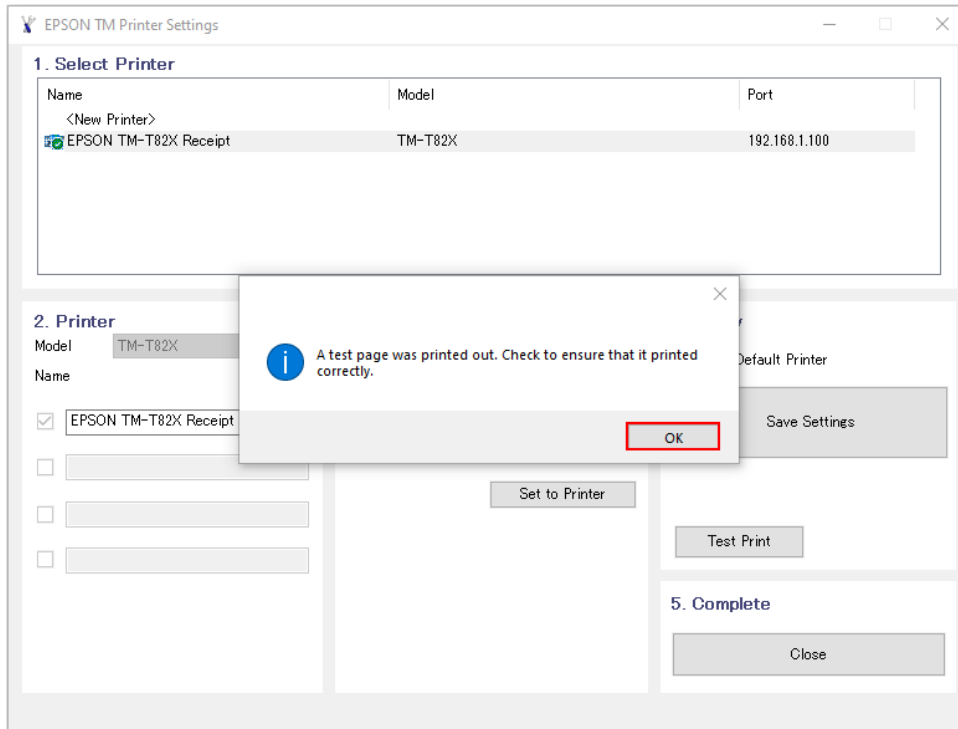 EPSON TM Printer Settings
1. Select Printer
Name Model Port
<New Printer>
EPSON TM-T82X Receipt TM-T82X 192.168.1.100
A test page was printed out. Check to ensure that it printed
correctly.
OK
2. Printer
Model TM-T82X
Name
EPSON TM-T82X Receipt
Set to Printer
Default Printer
Save Settings
Test Print
5. Complete
Close